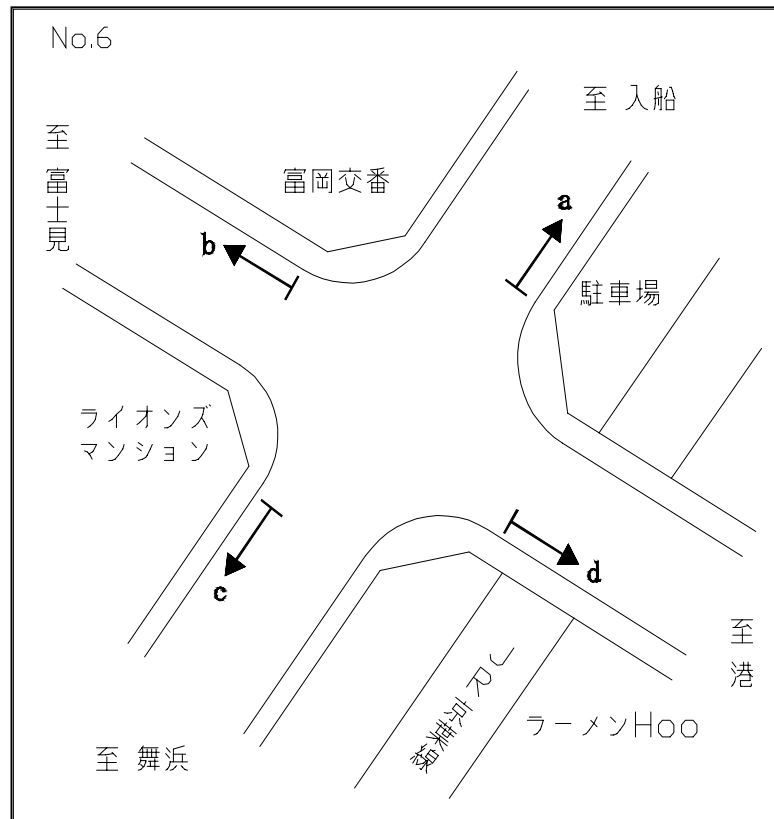 No.6
至 入船
至 富士見
富岡交番
a
b
駐車場
ライオンズ
マンション
c
d
至 港
JR京葉線
ラーメンHoo
至 舞浜